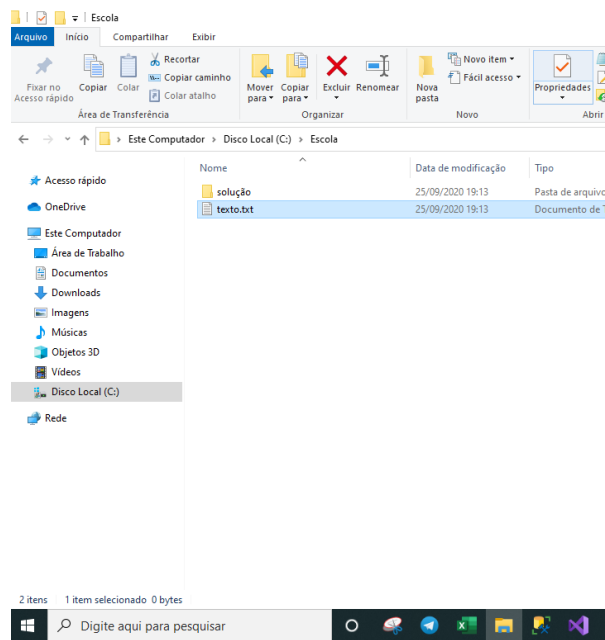 Escola
Arquivo Início Compartilhar Exibir
Fixar no Acesso rápido
Copiar
Colar
Recortar
Copiar caminho
Colar atalho
Área de Transferência
Mover para
Copiar para
Excluir
Renomear
Organizar
Nova pasta
Novo item
Fácil acesso
Novo
Propriedades
Abrir
Este Computador > Disco Local (C:) > Escola
Nome Data de modificação Tipo
solução 25/09/2020 19:13 Pasta de arquivo
texto.txt 25/09/2020 19:13 Documento de T
Acesso rápido
OneDrive
Este Computador
Área de Trabalho
Documentos
Downloads
Imagens
Músicas
Objetos 3D
Vídeos
Disco Local (C:)
Rede
2 itens 1 item selecionado 0 bytes
Digite aqui para pesquisar